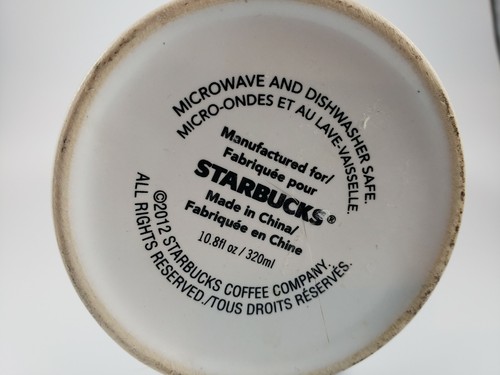 MICROWAVE AND DISHWASHER SAFE.
MICRO-ONDES ET AU LAVE-VAISSELLE.
Manufactured for/
Fabriquée pour
STARBUCKS®
Made in China/
Fabriquée en Chine
10.8fl oz / 320ml
©2012 STARBUCKS COFFEE COMPANY.
ALL RIGHTS RESERVED./TOUS DROITS RÉSERVÉS.